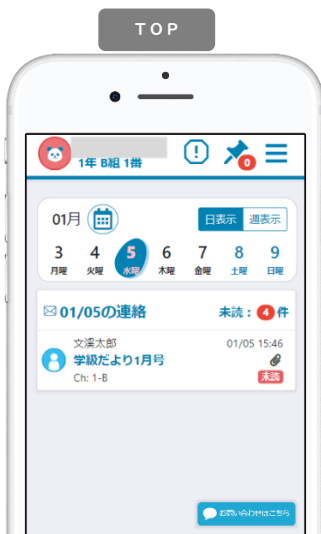 TOP
1年 B組 1番
0
01月
日表示 週表示
3 4 5 6 7 8 9
月曜 火曜 水曜 木曜 金曜 土曜 日曜
01/05の連絡 未読： 4 件
文溪太郎 01/05 15:46
学級だより1月号
Ch: 1-B 未読
お問い合わせはこちら